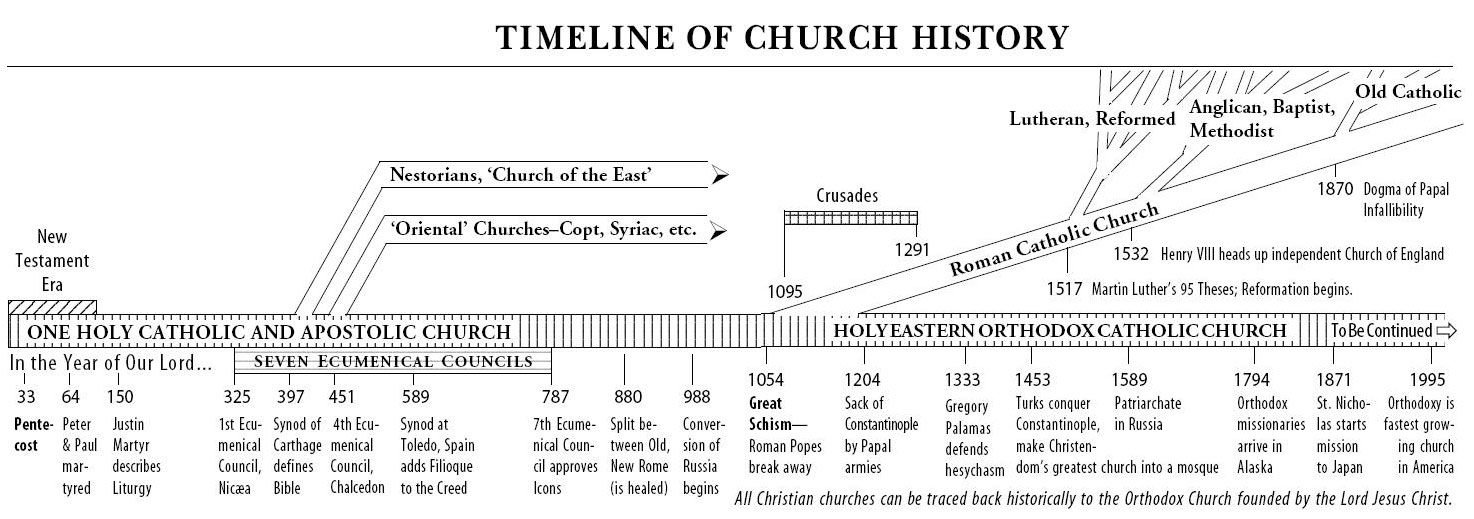 TIMELINE OF CHURCH HISTORY
Old Catholic
Lutheran, Reformed
Anglican, Baptist,
Methodist
Nestorians, ‘Church of the East’
‘Oriental’ Churches–Copt, Syriac, etc.
Crusades
1095
1291
New
Testament
Era
Roman Catholic Church
1870 Dogma of Papal
Infallibility
1532 Henry VIII heads up independent Church of England
1517 Martin Luther's 95 Theses; Reformation begins.
ONE HOLY CATHOLIC AND APOSTOLIC CHURCH
HOLY EASTERN ORTHODOX CATHOLIC CHURCH
To Be Continued
In the Year of Our Lord...
SEVEN ECUMENICAL COUNCILS
33
Pente-
cost
64
Peter
& Paul
mar-
tyred
150
Justin
Martyr
describes
Liturgy
325
1st Ecu-
menical
Council,
Nicæa
397
Synod of
Carthage
defines
Bible
451
4th Ecu-
menical
Council,
Chalcedon
589
Synod at
Toledo, Spain
adds Filioque
to the Creed
787
7th Ecume-
nical Coun-
cil approves
Icons
880
Split be-
tween Old,
New Rome
(is healed)
988
Conver-
sion of
Russia
begins
1054
Great
Schism—
Roman Popes
break away
1204
Sack of
Constantinople
by Papal
armies
1333
Gregory
Palamas
defends
hesychasm
1453
Turks conquer
Constantinople,
make Christen-
dom's greatest church into a mosque
1589
Patriarchate
in Russia
1794
Orthodox
missionaries
arrive in
Alaska
1871
St. Nicho-
las starts
mission
to Japan
1995
Orthodoxy is
fastest grow-
ing church
in America
All Christian churches can be traced back historically to the Orthodox Church founded by the Lord Jesus Christ.